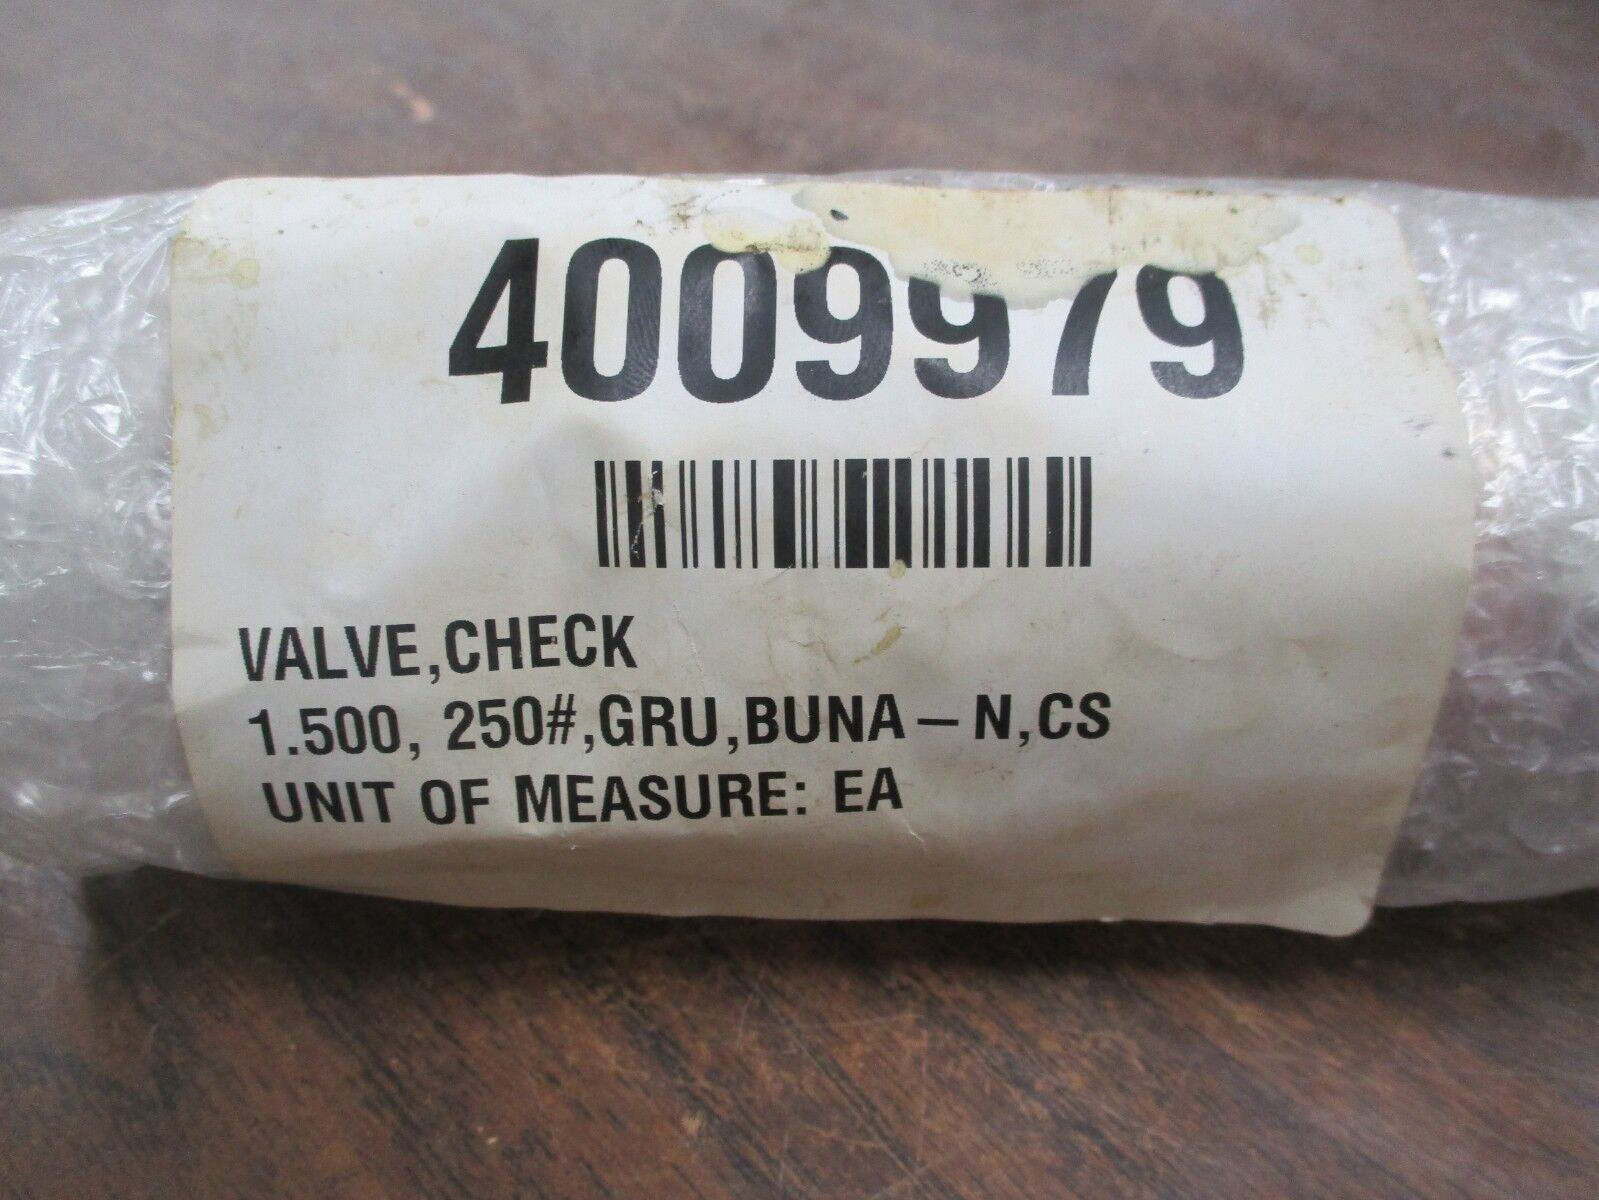 4009979
VALVE,CHECK
1.500, 250#,GRU,BUNA–N,CS
UNIT OF MEASURE: EA